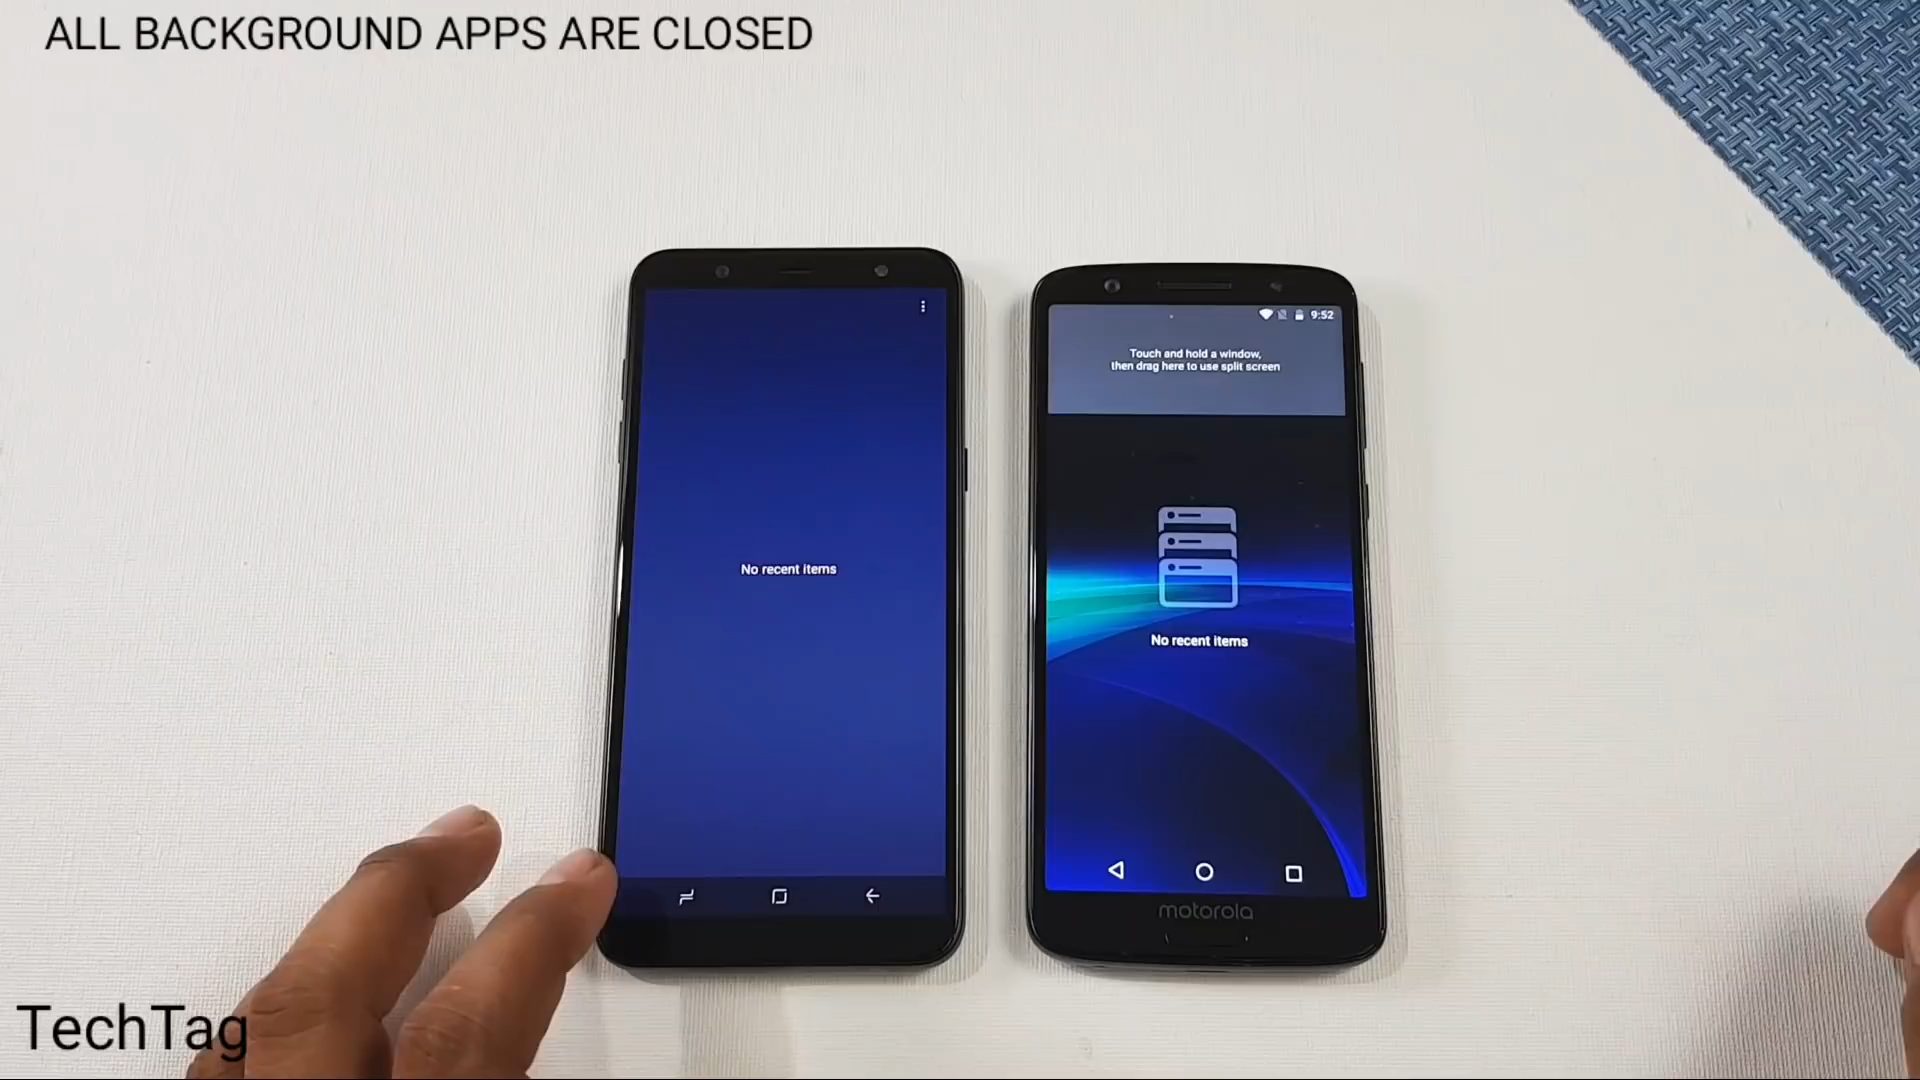 ALL BACKGROUND APPS ARE CLOSED
9:52
Touch and hold a window,
then drag here to use split screen
No recent items
No recent items
motorola
TechTag